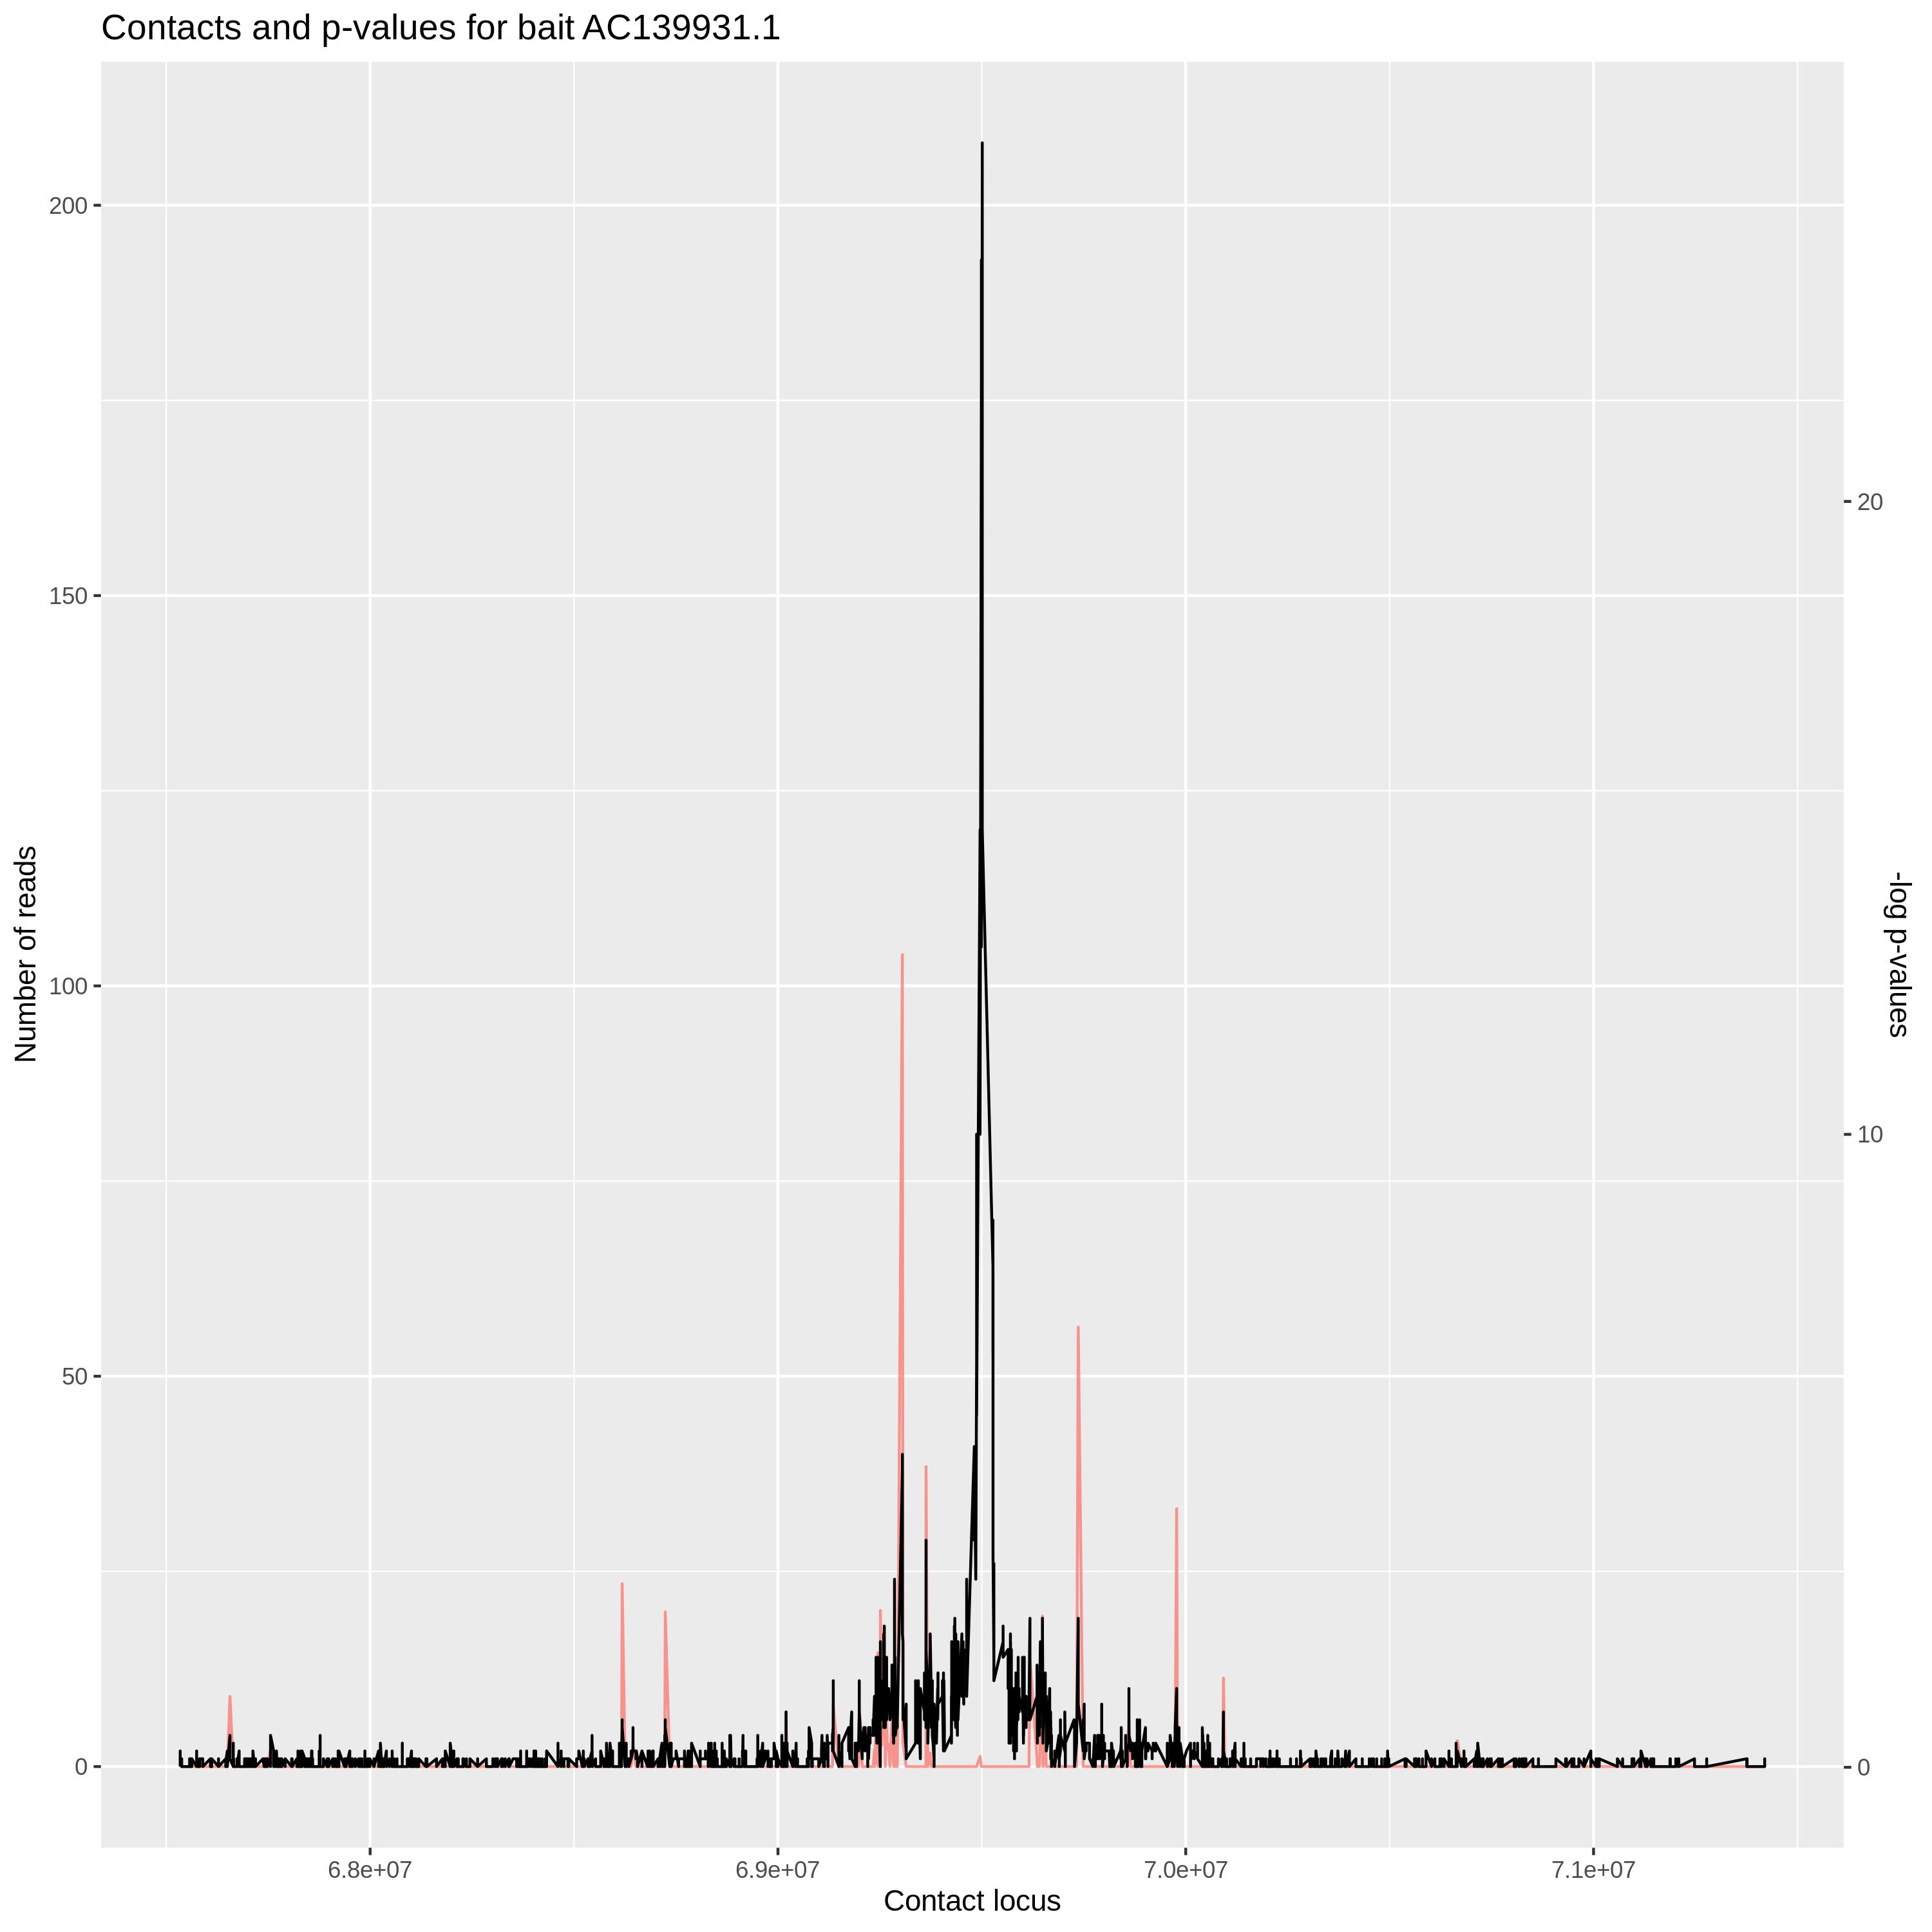 Contacts and p-values for bait AC139931.1
200
150
100
50
0
Number of reads
20
10
0
-log p-values
6.8e+07 6.9e+07 7.0e+07 7.1e+07
Contact locus